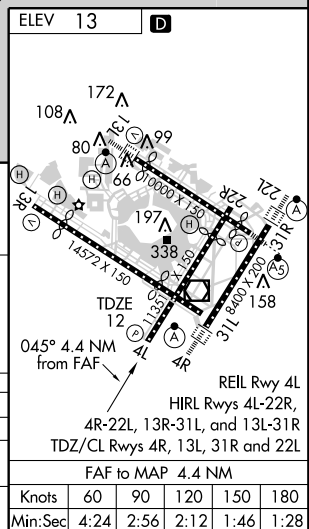 ELEV 13 D
172
108
13L
99
80 A
66
H
H
V
10000 X 150
22R
22L
H
13R
V
197
H
P
A
338
31R
14572 X 150
11351 X 150
8400 X 200
A5
158
TDZE
12
31L
P
A
4L
4R
045° 4.4 NM
from FAF
REIL Rwy 4L
HIRL Rwys 4L-22R,
4R-22L, 13R-31L, and 13L-31R
TDZ/CL Rwys 4R, 13L, 31R and 22L
FAF to MAP 4.4 NM
Knots 60 90 120 150 180
Min:Sec 4:24 2:56 2:12 1:46 1:28